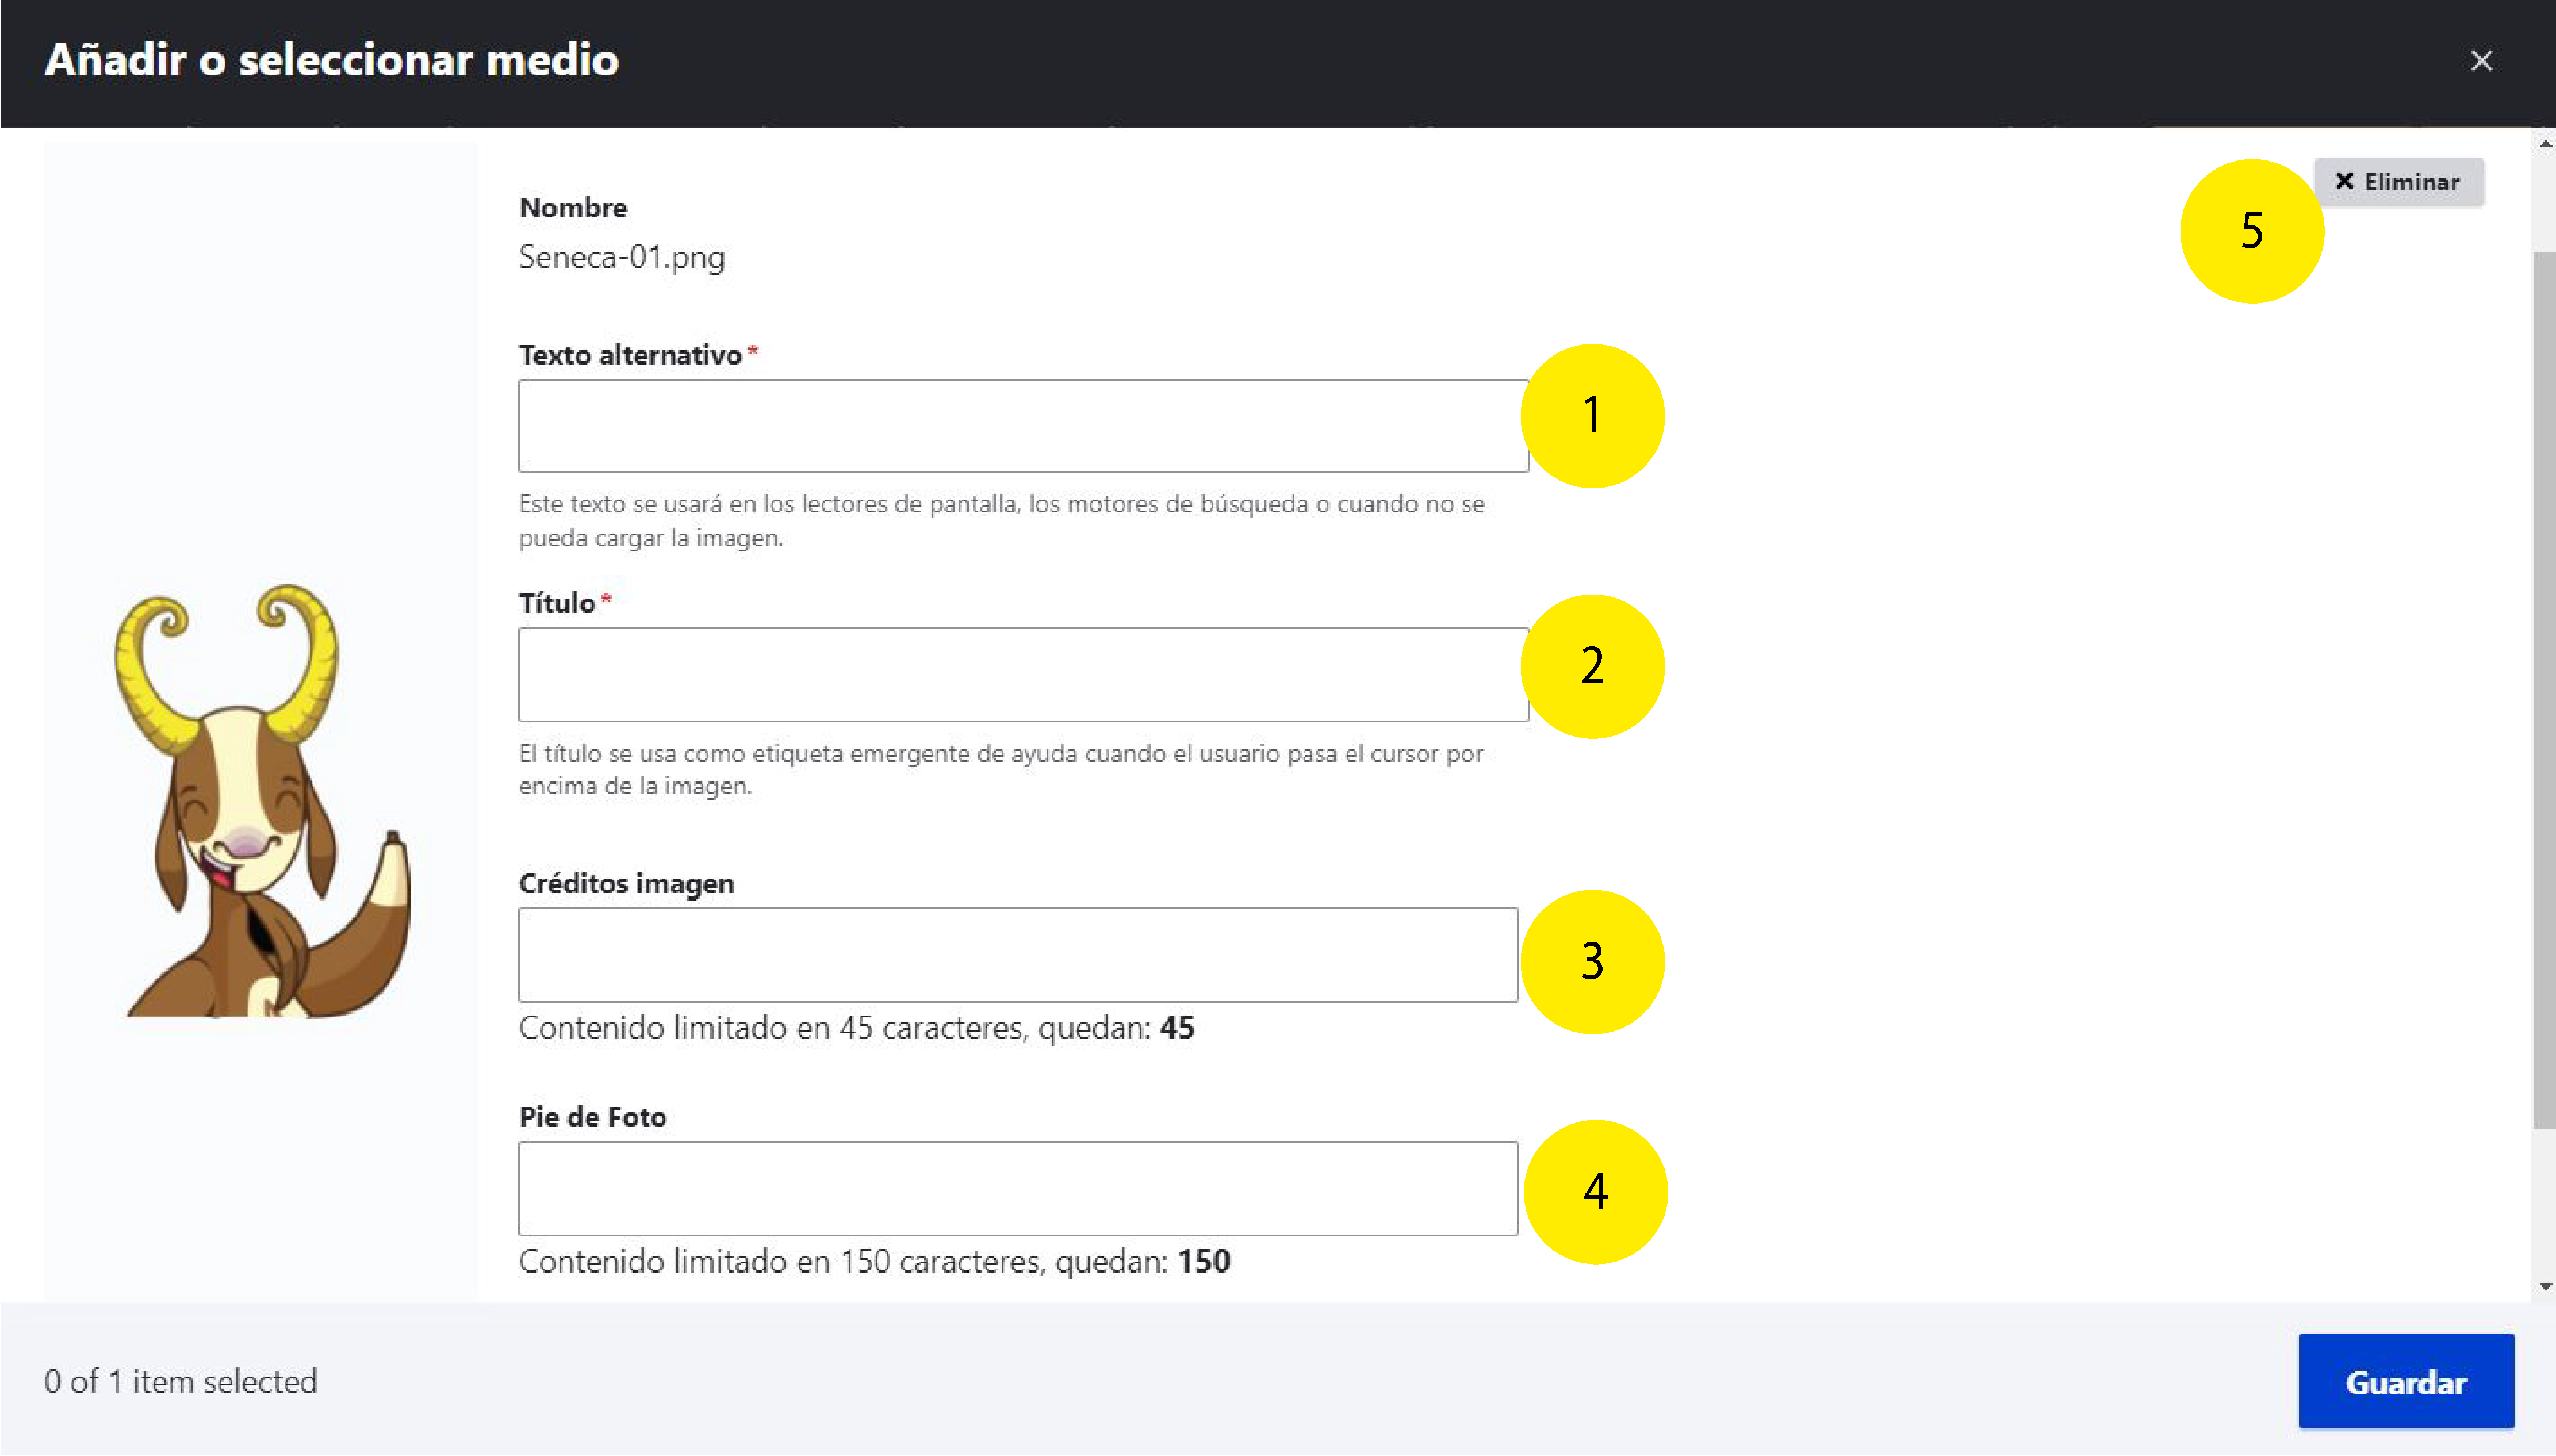 Añadir o seleccionar medio
×
Eliminar
5
Nombre
Seneca-01.png
Texto alternativo *
1
Este texto se usará en los lectores de pantalla, los motores de búsqueda o cuando no se
pueda cargar la imagen.
Título *
2
El título se usa como etiqueta emergente de ayuda cuando el usuario pasa el cursor por
encima de la imagen.
Créditos imagen
3
Contenido limitado en 45 caracteres, quedan: 45
Pie de Foto
4
Contenido limitado en 150 caracteres, quedan: 150
0 of 1 item selected
Guardar